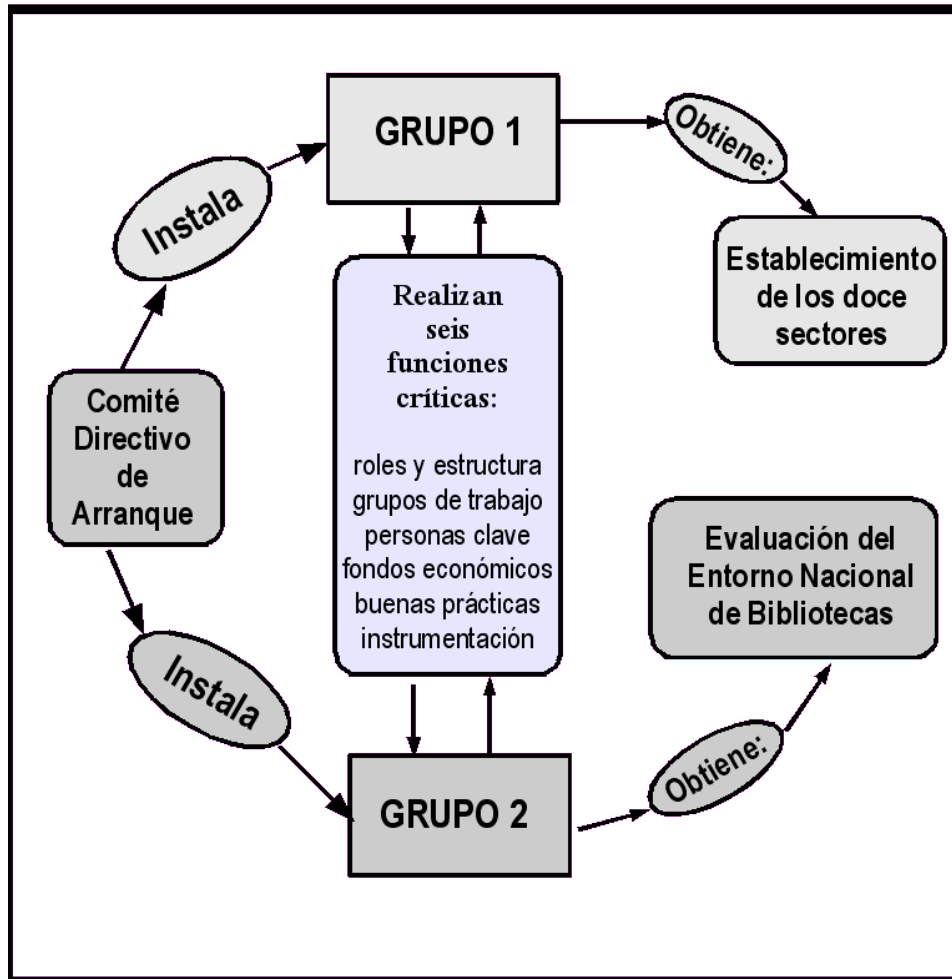 GRUPO 1
Obtiene:
Instala
Establecimiento
de los doce
sectores
Realizan
seis
funciones
críticas:
roles y estructura
grupos de trabajo
personas clave
fondos económicos
buenas prácticas
instrumentación
Comité
Directivo
de
Arranque
Evaluación del
Entorno Nacional
de Bibliotecas
Instala
Obtiene:
GRUPO 2